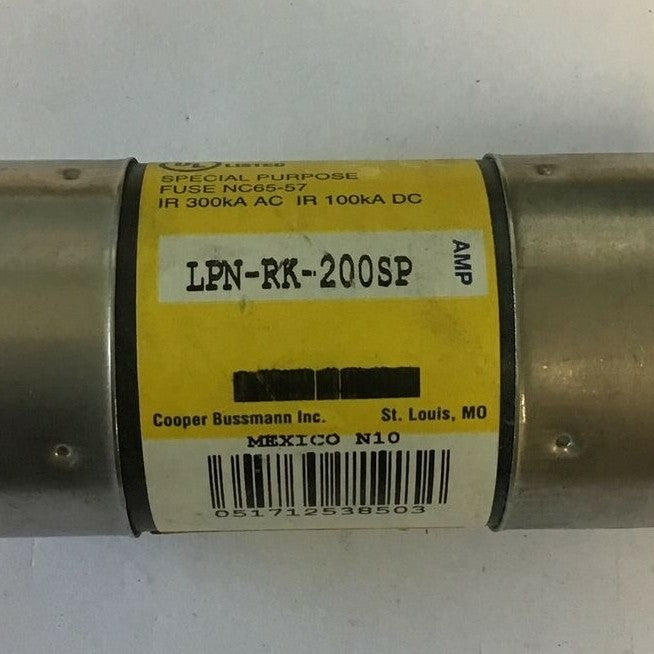 UL LISTED
SPECIAL PURPOSE
FUSE NC65-57
IR 300kA AC IR 100kA DC
LPN-RK-200SP
AMP
Cooper Bussmann Inc. St. Louis, MO
MEXICO N10
051712538503